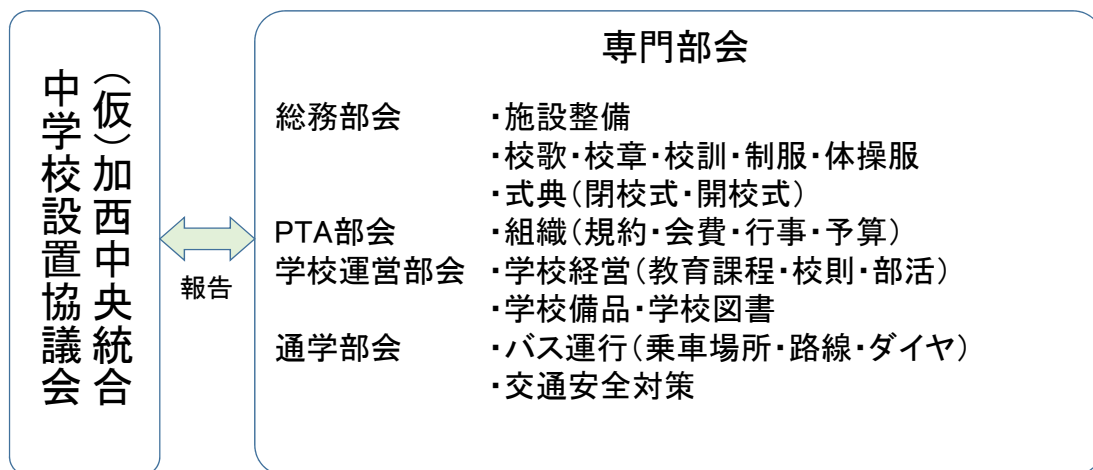 （仮）加西中央統合
中学校設置協議会
報告
専門部会
総務部会 ・施設整備
・校歌・校章・校訓・制服・体操服
・式典（閉校式・開校式）
PTA部会 ・組織（規約・会費・行事・予算）
学校運営部会 ・学校経営（教育課程・校則・部活）
・学校備品・学校図書
通学部会 ・バス運行（乗車場所・路線・ダイヤ）
・交通安全対策